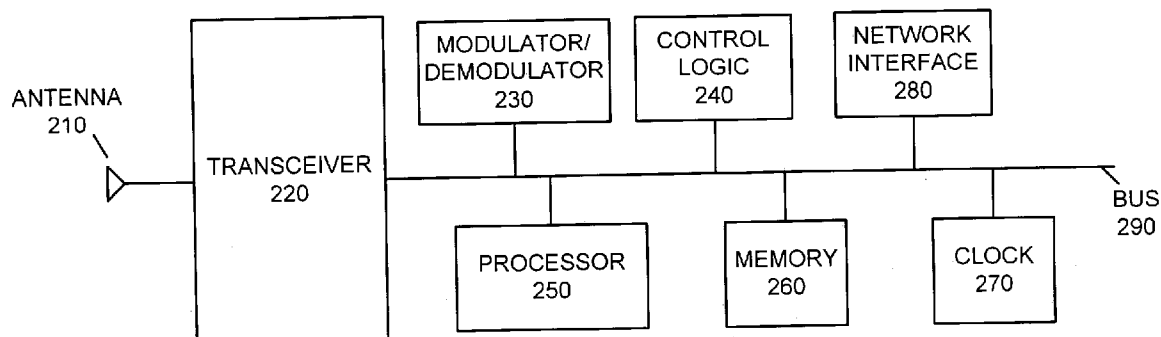 ANTENNA
210
TRANSCEIVER
220
MODULATOR/
DEMODULATOR
230
CONTROL
LOGIC
240
NETWORK
INTERFACE
280
BUS
290
PROCESSOR
250
MEMORY
260
CLOCK
270